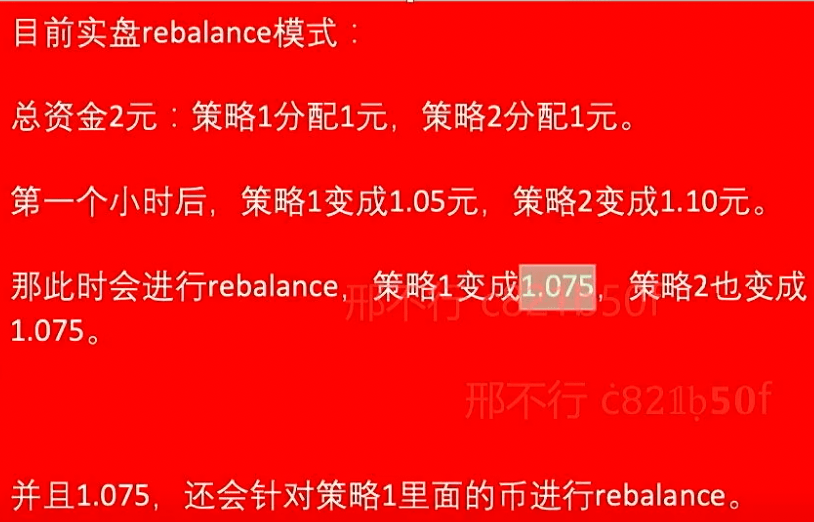 目前实盘rebalance模式：
总资金2元：策略1分配1元，策略2分配1元。
第一个小时后，策略1变成1.05元，策略2变成1.10元。
那此时会进行rebalance，策略1变成1.075，策略2也变成
1.075。
邢不行 c821b50f
邢不行 c821b50f
并且1.075，还会针对策略1里面的币进行rebalance。